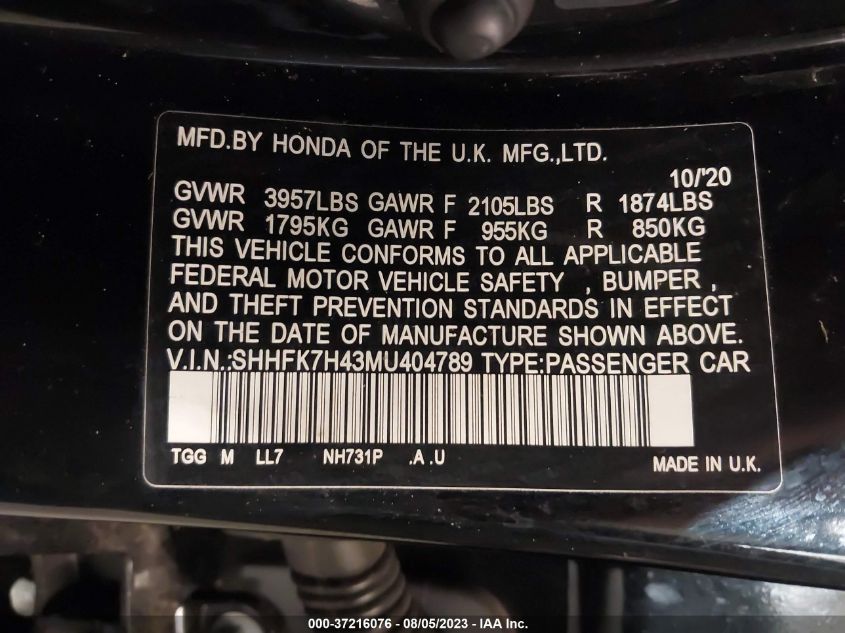 MFD.BY HONDA OF THE U.K. MFG.,LTD.
10/'20
GVWR 3957LBS GAWR F 2105LBS R 1874LBS
GVWR 1795KG GAWR F 955KG R 850KG
THIS VEHICLE CONFORMS TO ALL APPLICABLE
FEDERAL MOTOR VEHICLE SAFETY , BUMPER ,
AND THEFT PREVENTION STANDARDS IN EFFECT
ON THE DATE OF MANUFACTURE SHOWN ABOVE.
V.I.N.:SHHFK7H43MU404789 TYPE:PASSENGER CAR
TGG M LL7 NH731P .A .U MADE IN U.K.
000-37216076 - 08/05/2023 - IAA Inc.